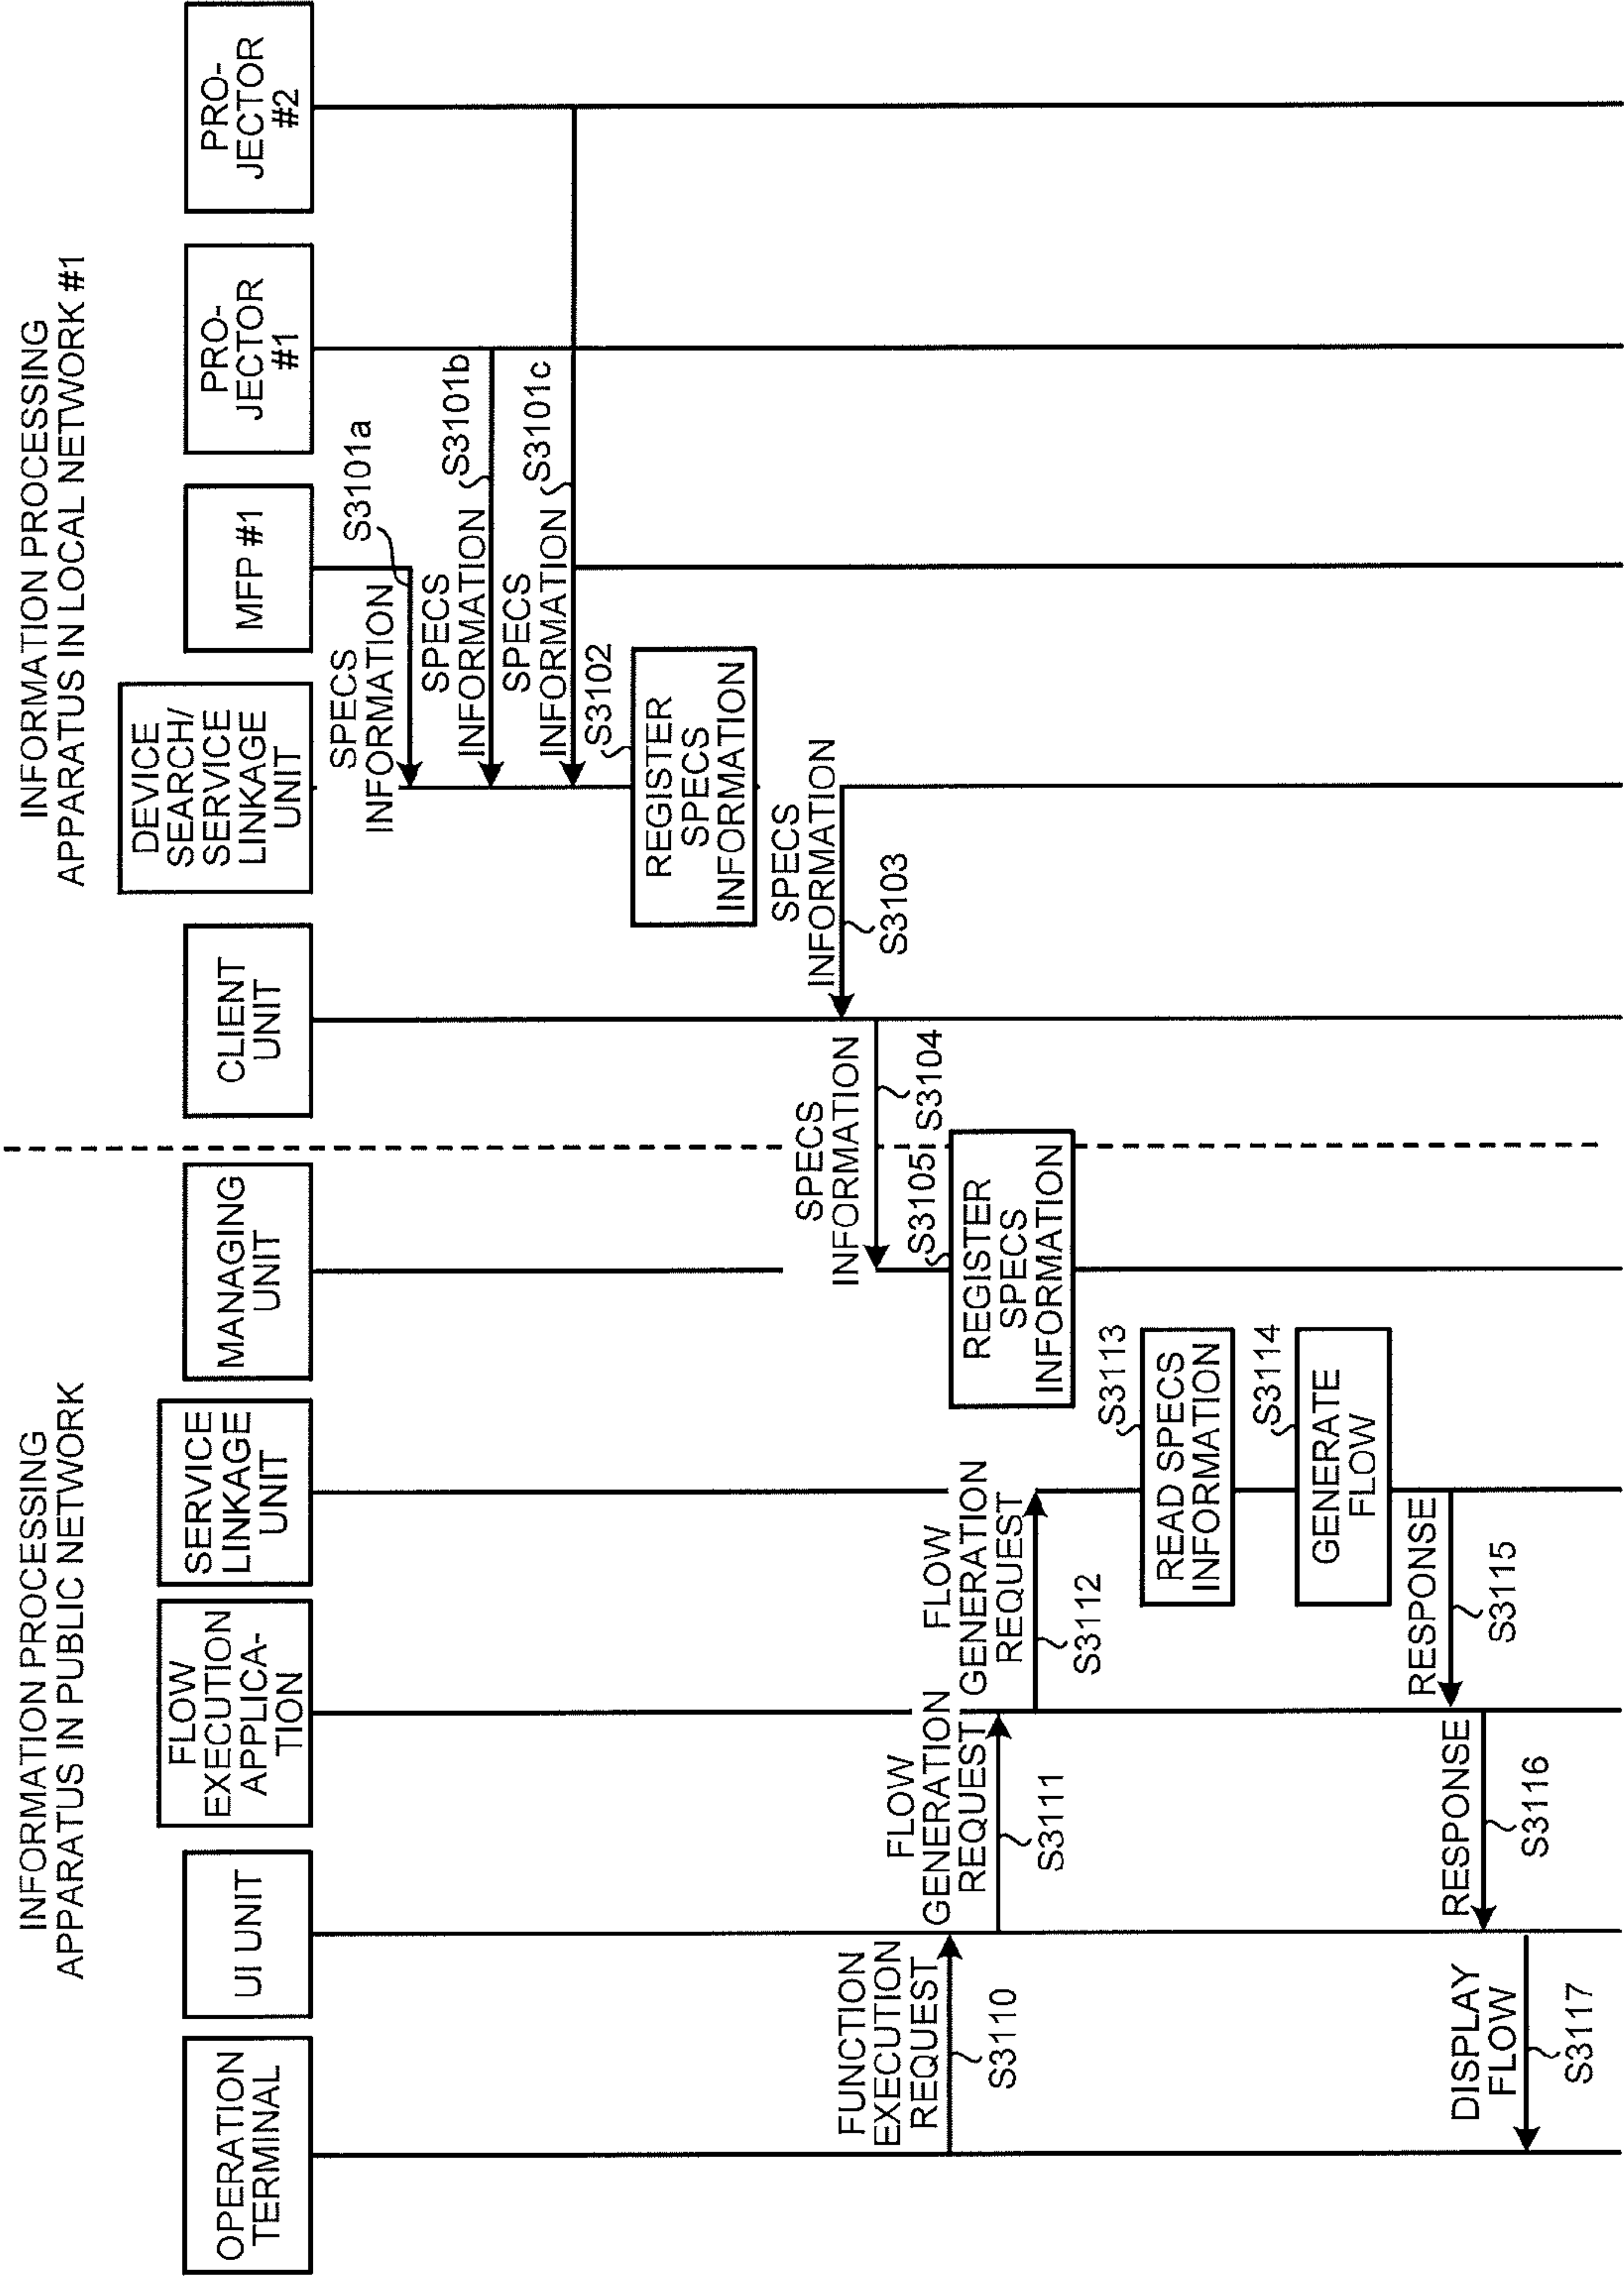 INFORMATION PROCESSING
APPARATUS IN PUBLIC NETWORK
INFORMATION PROCESSING
APPARATUS IN LOCAL NETWORK #1
OPERATION
TERMINAL
UI UNIT
FLOW
EXECUTION
APPLICA-
TION
SERVICE
LINKAGE
UNIT
MANAGING
UNIT
CLIENT
UNIT
DEVICE
SEARCH/
SERVICE
LINKAGE
UNIT
MFP #1
PRO-
JECTOR
#1
PRO-
JECTOR
#2
SPECS
INFORMATION
S3101a
SPECS
INFORMATION
S3101b
SPECS
INFORMATION
S3101c
S3102
REGISTER
SPECS
INFORMATION
SPECS
INFORMATION
S3103
SPECS
INFORMATION
S3104
S3105
REGISTER
SPECS
INFORMATION
FUNCTION
EXECUTION
REQUEST
S3110
FLOW
GENERATION
REQUEST
S3111
FLOW
GENERATION
REQUEST
S3112
S3113
READ SPECS
INFORMATION
S3114
GENERATE
FLOW
RESPONSE
S3115
RESPONSE
S3116
DISPLAY
FLOW
S3117